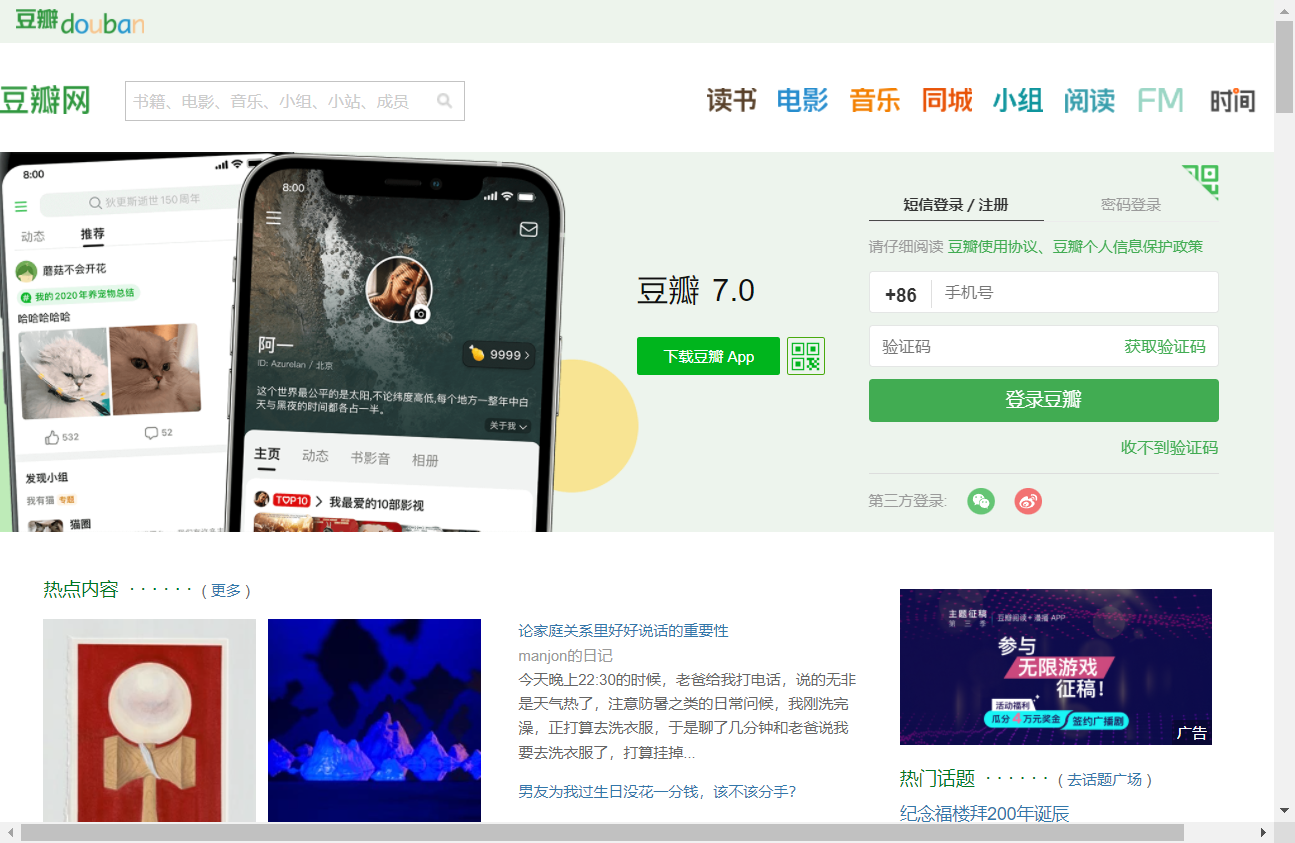 豆瓣douban
豆瓣网
书籍、电影、音乐、小组、小站、成员
读书 电影 音乐 同城 小组 阅读 FM 时间
8:00
狄更斯逝世150周年
动态 推荐
蘑菇不会开花
我的2020年养宠物总结
哈哈哈哈哈
532 52
发现小组
我有猫 专题
猫圈
8:00
阿一
ID: Azurelan / 北京
9999
这个世界最公平的是太阳,不论纬度高低,每个地方一整年中白
天与黑夜的时间都各占一半。
关于我
主页 动态 书影音 相册
TOP10 我最爱的10部影视
豆瓣 7.0
下载豆瓣 App
短信登录 / 注册 密码登录
请仔细阅读 豆瓣使用协议、豆瓣个人信息保护政策
+86 手机号
验证码 获取验证码
登录豆瓣
收不到验证码
第三方登录:
热点内容 · · · · · · ( 更多 )
论家庭关系里好好说话的重要性
manjon的日记
今天晚上22:30的时候，老爸给我打电话，说的无非
是天气热了，注意防暑之类的日常问候，我刚洗完
澡，正打算去洗衣服，于是聊了几分钟和老爸说我
要去洗衣服了，打算挂掉...
男友为我过生日没花一分钱，该不该分手？
主题征稿
第三季
豆瓣阅读 × 漫播 APP
参与
无限游戏
征稿！
活动福利
瓜分4万元奖金 签约广播剧
广告
热门话题 · · · · · · ( 去话题广场 )
纪念福楼拜200年诞辰